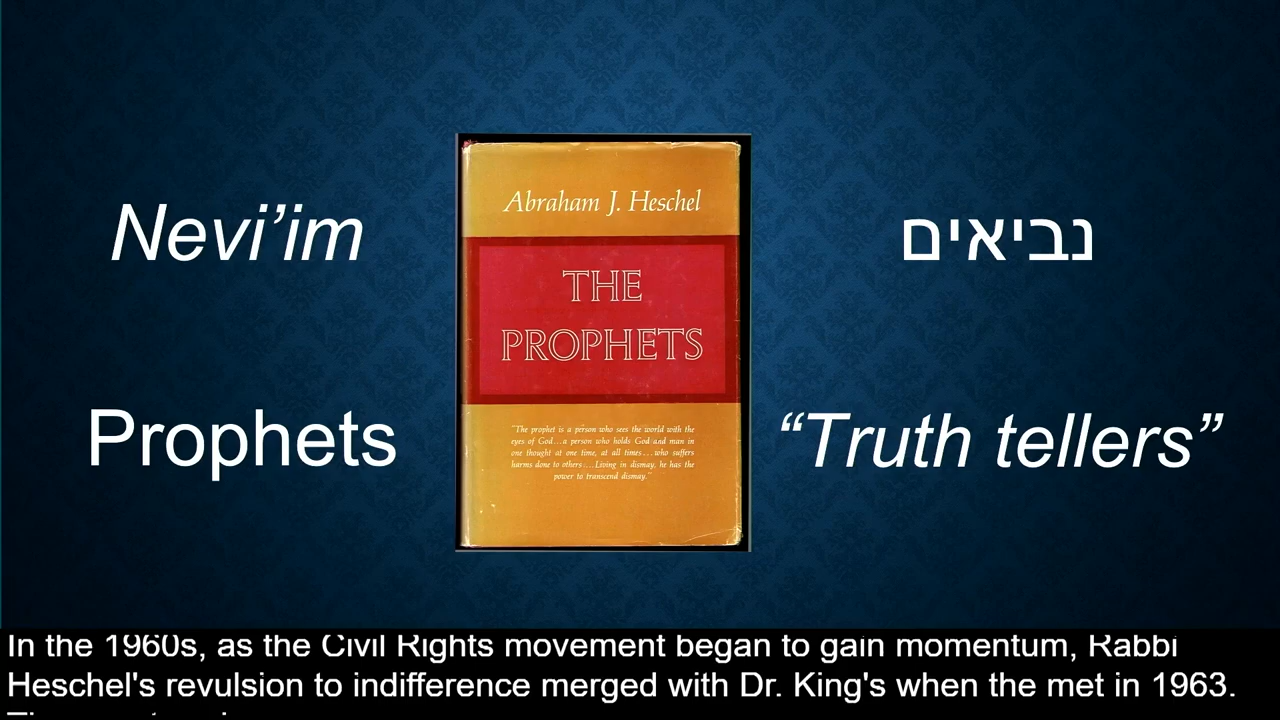 Nevi’im
Prophets
Abraham J. Heschel
THE
PROPHETS
"The prophet is a person who sees the world with the
eyes of God...a person who holds God and man in
one thought at one time, at all times...who suffers
harms done to others...Living in dismay, he has the
power to transcend dismay."
נביאים
“Truth tellers”
In the 1960s, as the Civil Rights movement began to gain momentum, Rabbi
Heschel's revulsion to indifference merged with Dr. King's when the met in 1963.